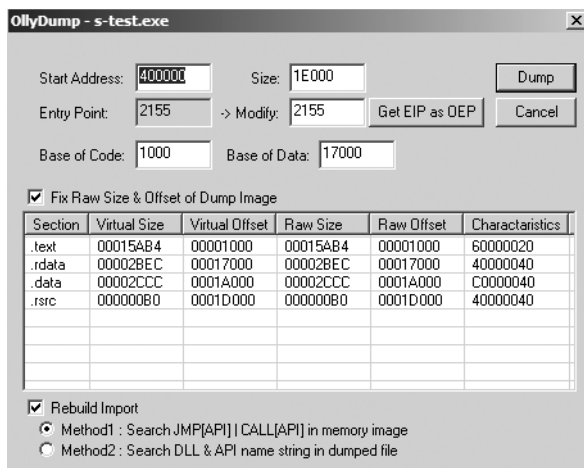 OllyDump - s-test.exe
Start Address: 400000 Size: 1E000 Dump
Entry Point: 2155 -> Modify: 2155 Get EIP as OEP Cancel
Base of Code: 1000 Base of Data: 17000
Fix Raw Size & Offset of Dump Image
Section Virtual Size Virtual Offset Raw Size Raw Offset Charactaristics
.text 00015AB4 00001000 00015AB4 00001000 60000020
.rdata 00002BEC 00017000 00002BEC 00017000 40000040
.data 00002CCC 0001A000 00002CCC 0001A000 C0000040
.rsrc 000000B0 0001D000 000000B0 0001D000 40000040
Rebuild Import
Method1 : Search JMP[API] | CALL[API] in memory image
Method2 : Search DLL & API name string in dumped file